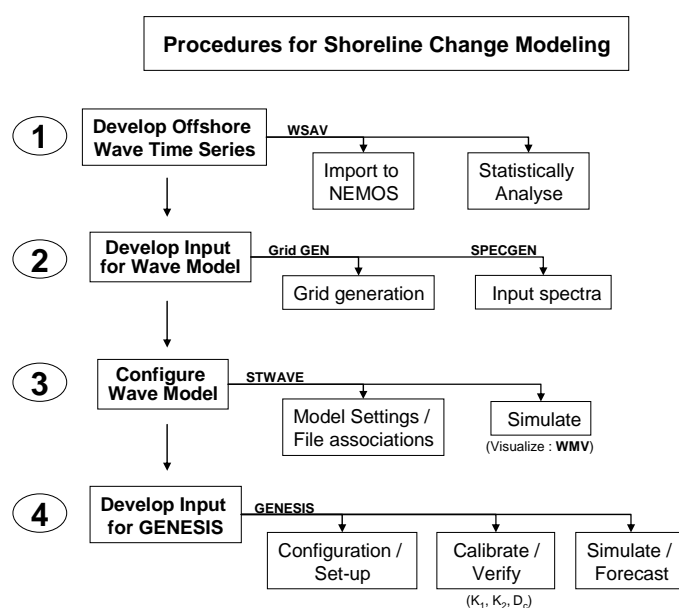 Procedures for Shoreline Change Modeling
1
Develop Offshore
Wave Time Series
WSAV
Import to
NEMOS
Statistically
Analyse
2
Develop Input
for Wave Model
Grid GEN
SPECGEN
Grid generation
Input spectra
3
Configure
Wave Model
STWAVE
Model Settings /
File associations
Simulate
(Visualize : WMV)
4
Develop Input
for GENESIS
GENESIS
Configuration /
Set-up
Calibrate /
Verify
(K₁, K₂, D_c)
Simulate /
Forecast